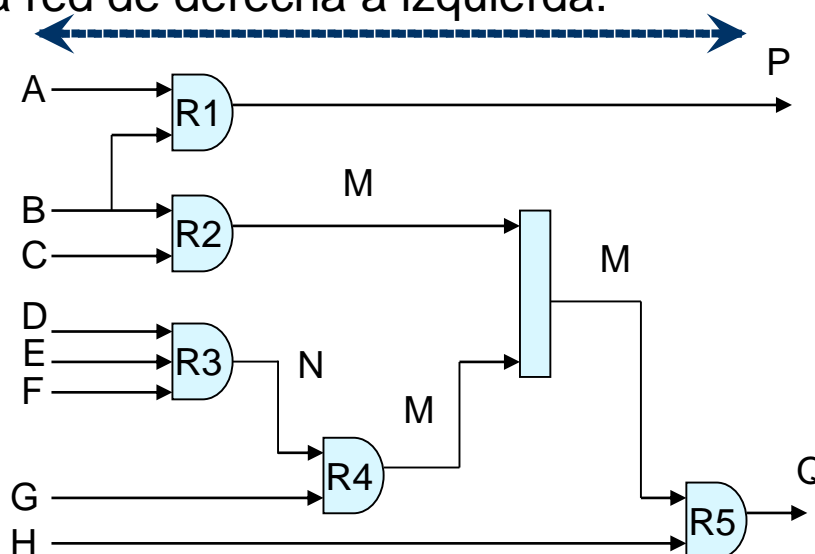 a red de derecha a izquierda.
P
A
R1
M
B
R2
C
M
D
E
R3
N
F
M
Q
R4
G
R5
H